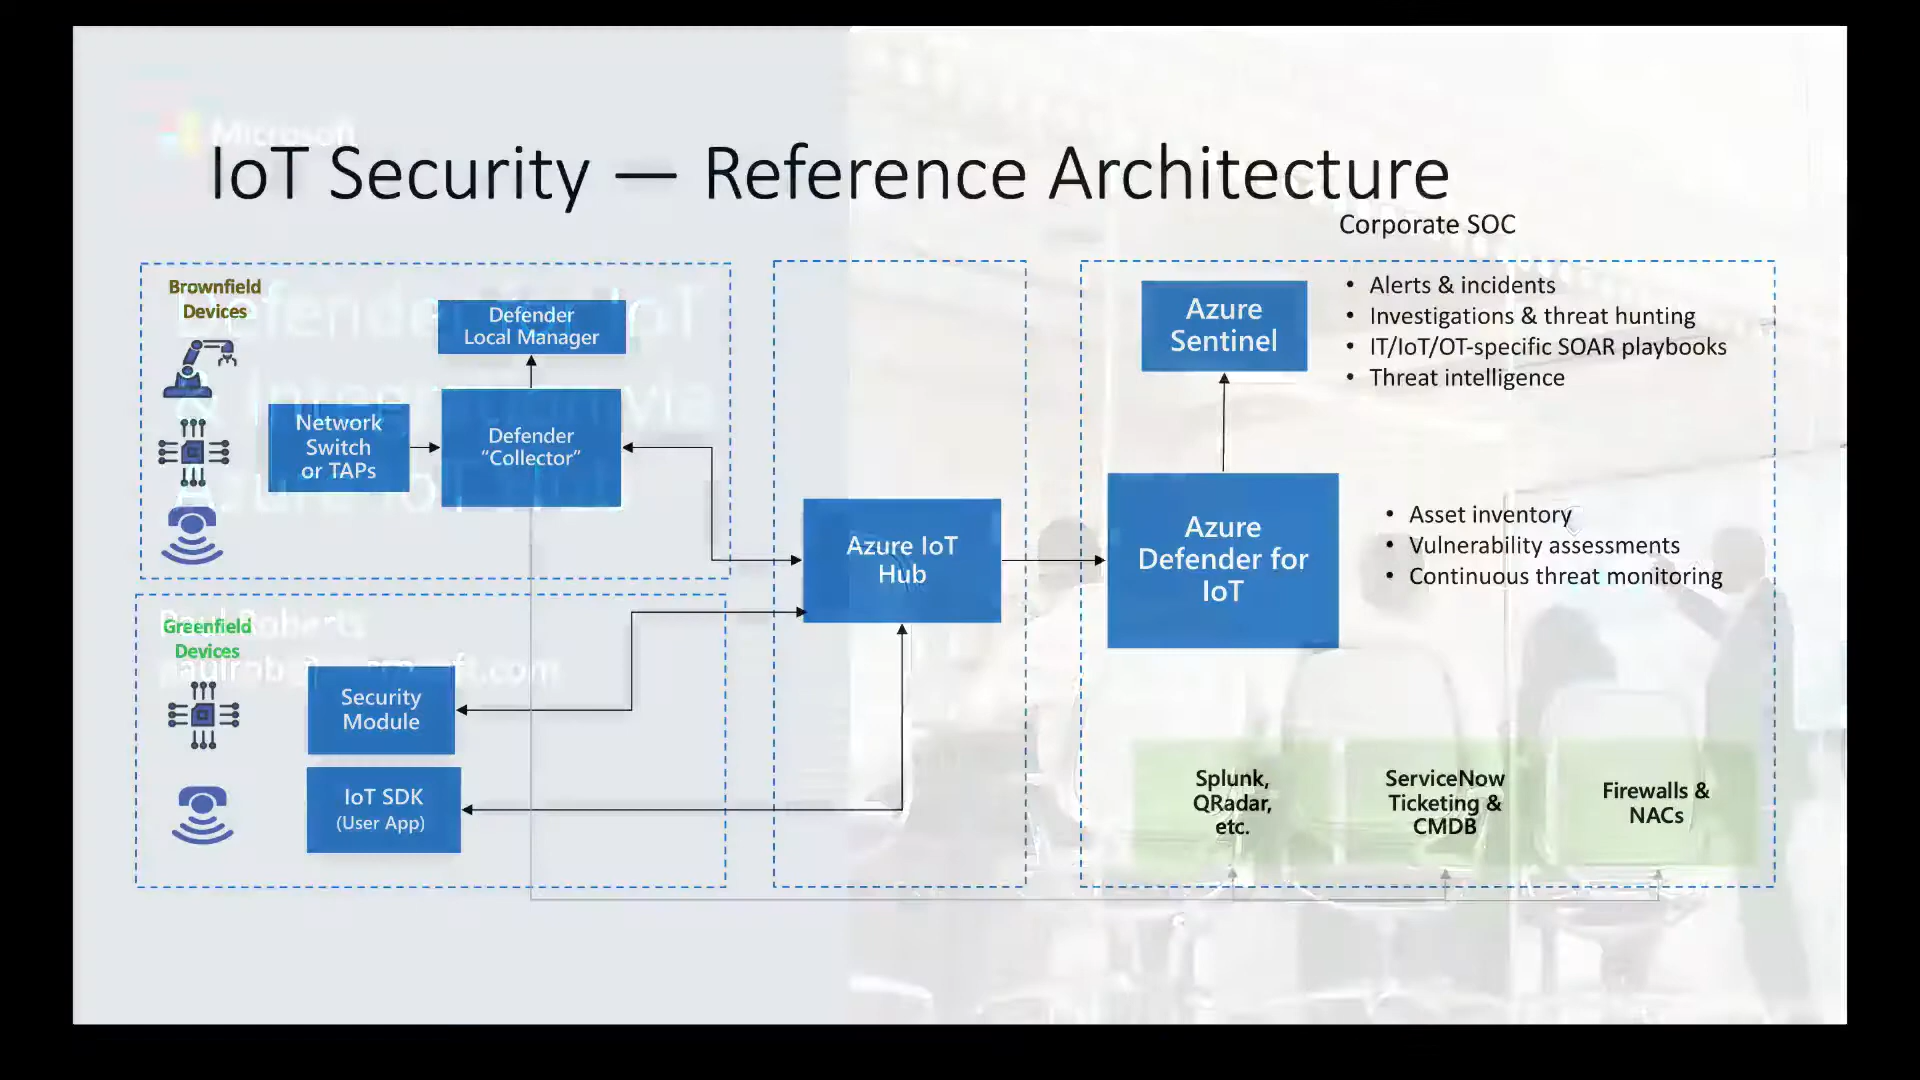 Microsoft
IoT Security — Reference Architecture
Corporate SOC
Brownfield
Devices
Defender
Local Manager
Network
Switch
or TAPs
Defender
“Collector”
Greenfield
Devices
Security
Module
IoT SDK
(User App)
Azure IoT
Hub
Azure
Sentinel
• Alerts & incidents
• Investigations & threat hunting
• IT/IoT/OT-specific SOAR playbooks
• Threat intelligence
Azure
Defender for
IoT
• Asset inventory
• Vulnerability assessments
• Continuous threat monitoring
Splunk,
QRadar,
etc.
ServiceNow
Ticketing &
CMDB
Firewalls &
NACs